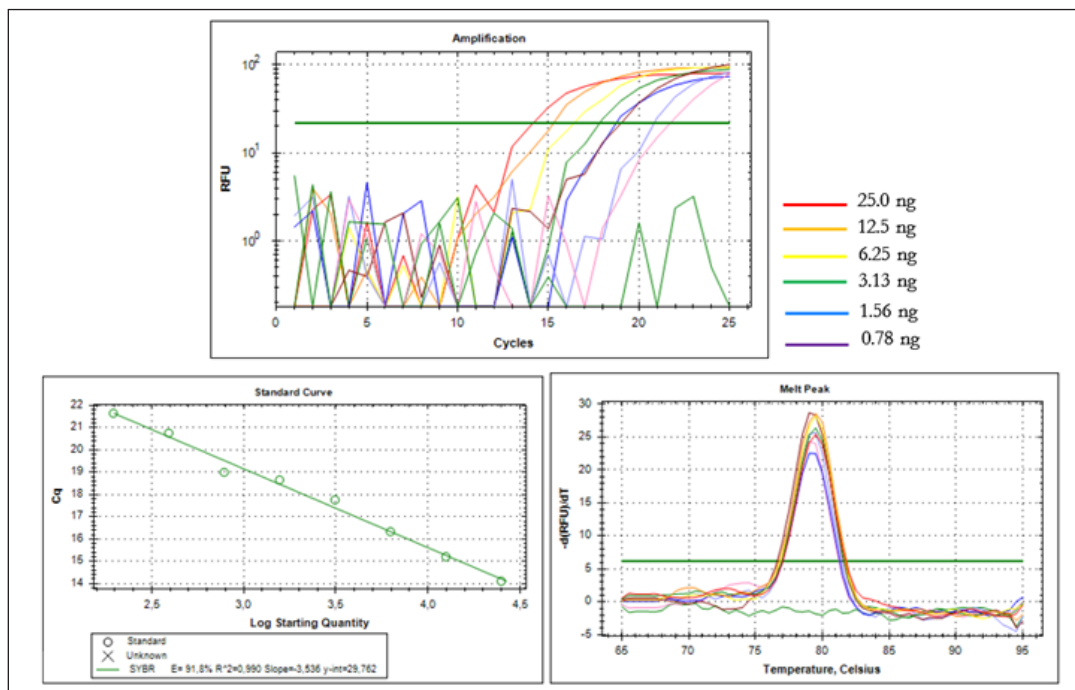 Amplification
10²
10¹
10⁰
RFU
0 5 10 15 20 25
Cycles
25.0 ng
12.5 ng
6.25 ng
3.13 ng
1.56 ng
0.78 ng
Standard Curve
22
21
20
19
18
17
16
15
14
Cq
2,5 3,0 3,5 4,0 4,5
Log Starting Quantity
Standard
Unknown
SYBR E= 91,8% R^2=0,990 Slope=-3,536 y-int=29,762
Melt Peak
30
25
20
15
10
5
0
-5
-d(RFU)/dT
65 70 75 80 85 90 95
Temperature, Celsius